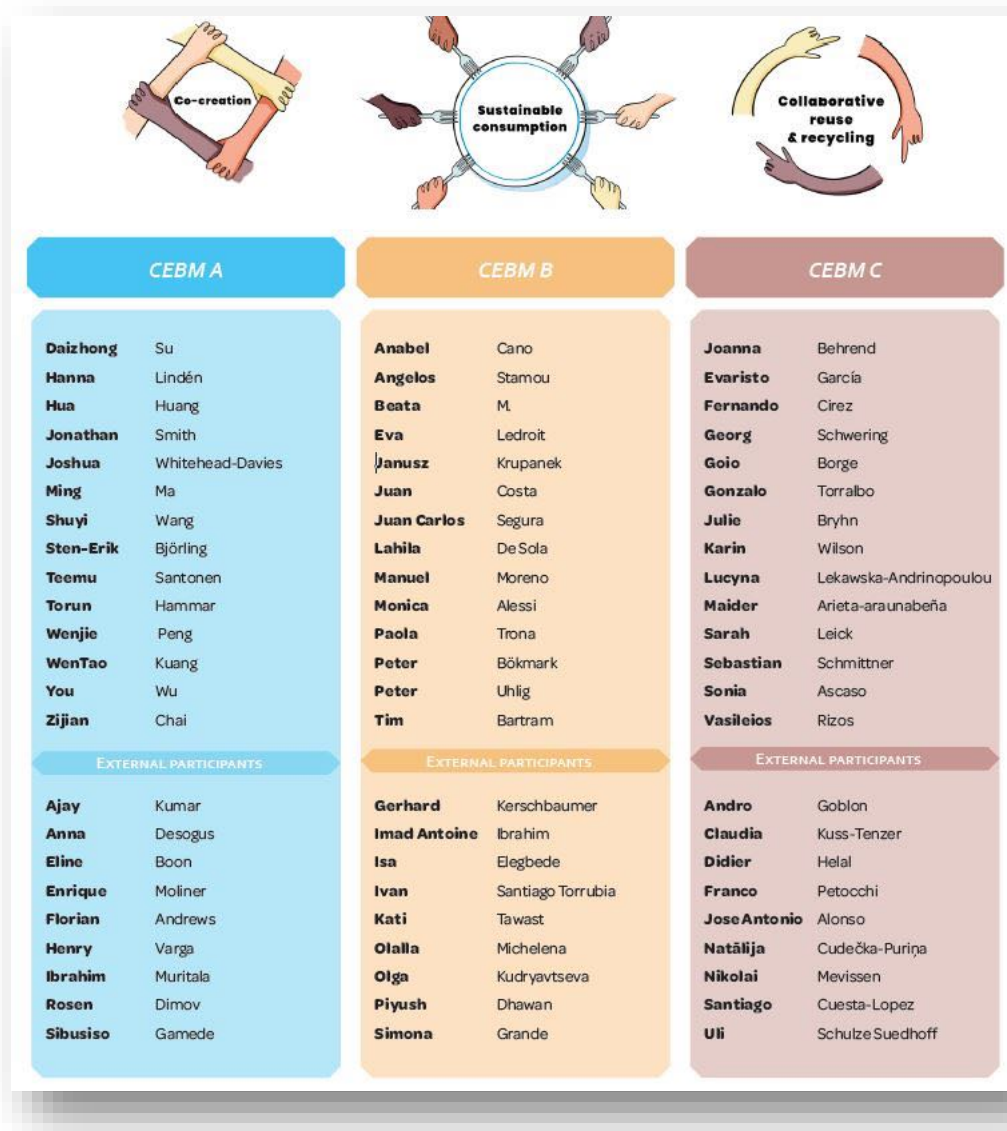 Co-creation
Sustainable
consumption
Collaborative
reuse
& recycling
CEBM A
Daizhong Su
Hanna Lindén
Hua Huang
Jonathan Smith
Joshua Whitehead-Davies
Ming Ma
Shuyi Wang
Sten-Erik Björling
Teemu Santonen
Torun Hammar
Wenjie Peng
WenTao Kuang
You Wu
Zijian Chai
EXTERNAL PARTICIPANTS
Ajay Kumar
Anna Desogus
Eline Boon
Enrique Moliner
Florian Andrews
Henry Varga
Ibrahim Muritala
Rosen Dimov
Sibusiso Gamede
CEBM B
Anabel Cano
Angelos Stamou
Beata M.
Eva Ledroit
Janusz Krupanek
Juan Costa
Juan Carlos Segura
Lahila De Sola
Manuel Moreno
Monica Alessi
Paola Trona
Peter Bökmark
Peter Uhlig
Tim Bartram
EXTERNAL PARTICIPANTS
Gerhard Kerschbaumer
Imad Antoine Ibrahim
Isa Elegbede
Ivan Santiago Torrubia
Kati Tawast
Olalla Michelena
Olga Kudryavtseva
Piyush Dhawan
Simona Grande
CEBM C
Joanna Behrend
Evaristo García
Fernando Cirez
Georg Schwering
Goio Borge
Gonzalo Torralbo
Julie Bryhn
Karin Wilson
Lucyna Lekawska-Andrinopoulou
Maider Arieta-araunabeña
Sarah Leick
Sebastian Schmittner
Sonia Ascaso
Vasileios Rizos
EXTERNAL PARTICIPANTS
Andro Goblon
Claudia Kuss-Tenzer
Didier Helal
Franco Petocchi
Jose Antonio Alonso
Natālija Cudečka-Puriņa
Nikolai Mevissen
Santiago Cuesta-Lopez
Uli Schulze Suedhoff